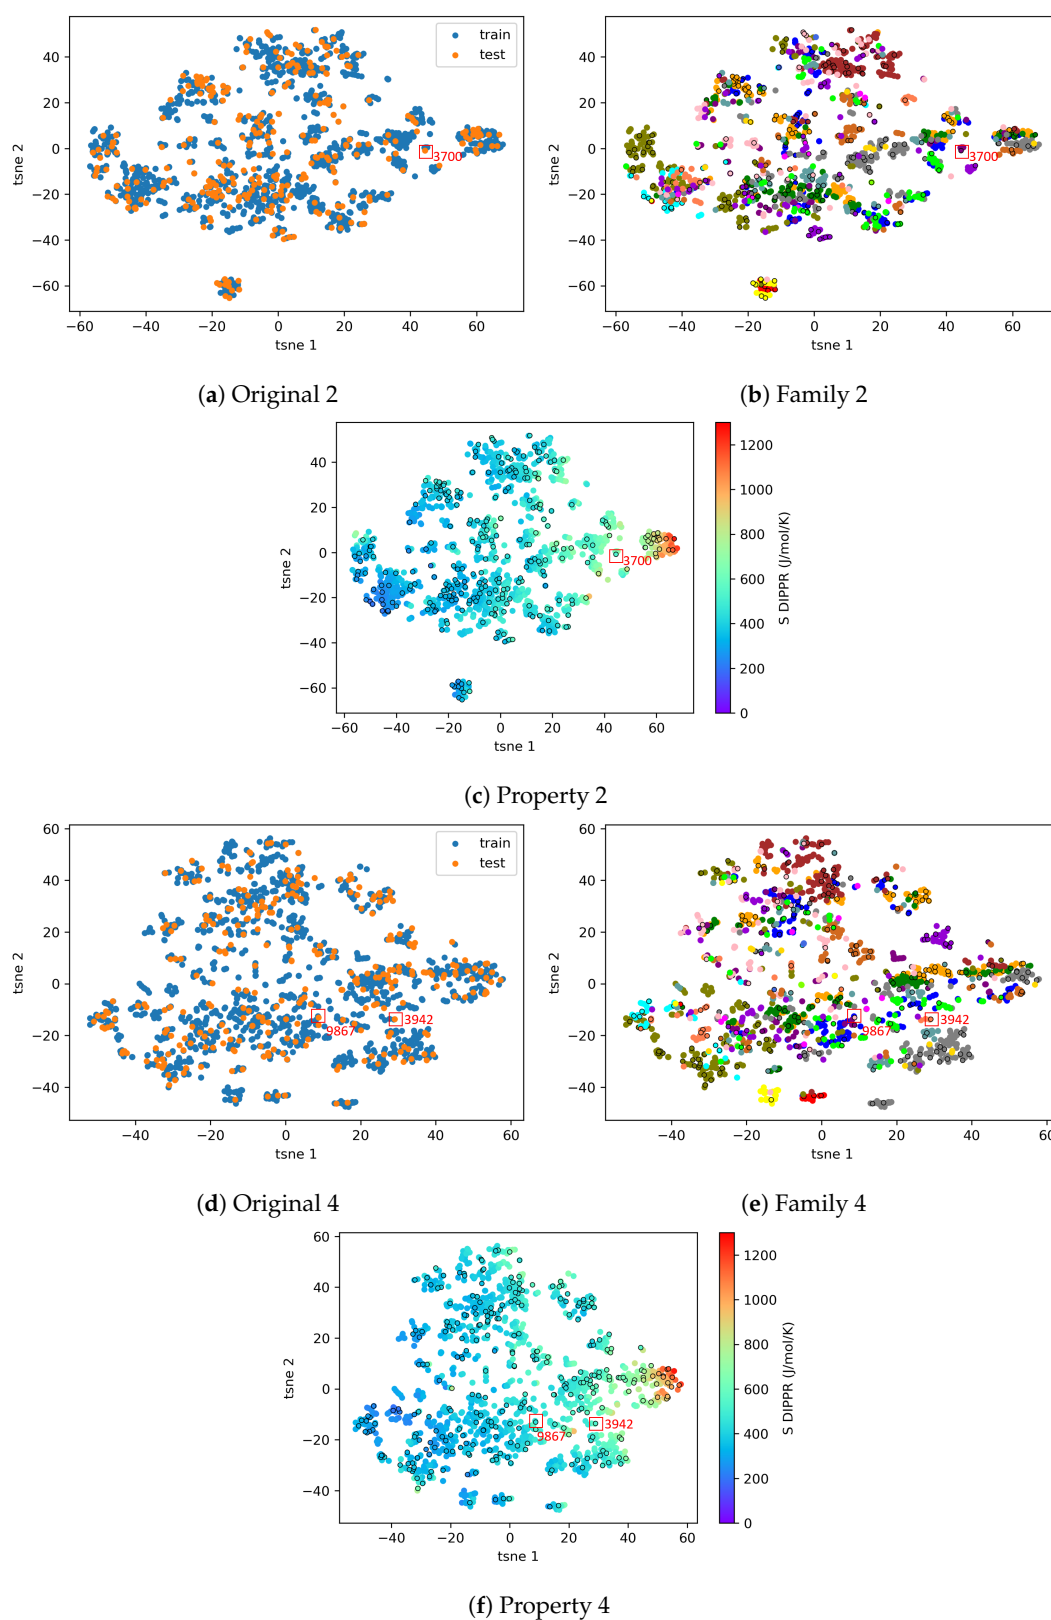 train
test
3700
40
20
0
−20
−40
−60
tsne 2
−60 −40 −20 0 20 40 60
tsne 1
(a) Original 2
3700
40
20
0
−20
−40
−60
−60 −40 −20 0 20 40 60
tsne 1
(b) Family 2
3700
40
20
0
−20
−40
−60
tsne 2
−60 −40 −20 0 20 40 60
tsne 1
1200
1000
800
600
400
200
0
S DIPPR (J/mol/K)
(c) Property 2
train
test
3942
9867
60
40
20
0
−20
−40
tsne 2
−40 −20 0 20 40 60
tsne 1
(d) Original 4
3942
9867
60
40
20
0
−20
−40
tsne 2
−40 −20 0 20 40 60
tsne 1
(e) Family 4
3942
9867
60
40
20
0
−20
−40
tsne 2
−40 −20 0 20 40 60
tsne 1
1200
1000
800
600
400
200
0
S DIPPR (J/mol/K)
(f) Property 4